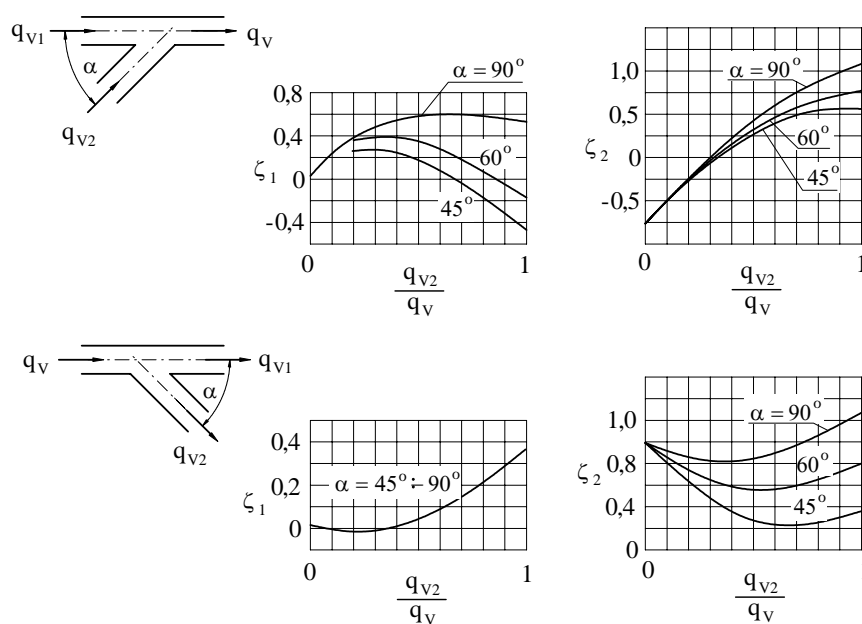 q_V1
q_V
α
q_V2
0,8
0,4
0
-0,4
ζ_1
α = 90°
60°
45°
0
1
q_V2
q_V
1,0
0,5
0
-0,5
ζ_2
α = 90°
60°
45°
0
1
q_V2
q_V
q_V
q_V1
α
q_V2
0,4
0,2
0
ζ_1
α = 45° ÷ 90°
0
1
q_V2
q_V
1,0
0,8
0,4
0
ζ_2
α = 90°
60°
45°
0
1
q_V2
q_V